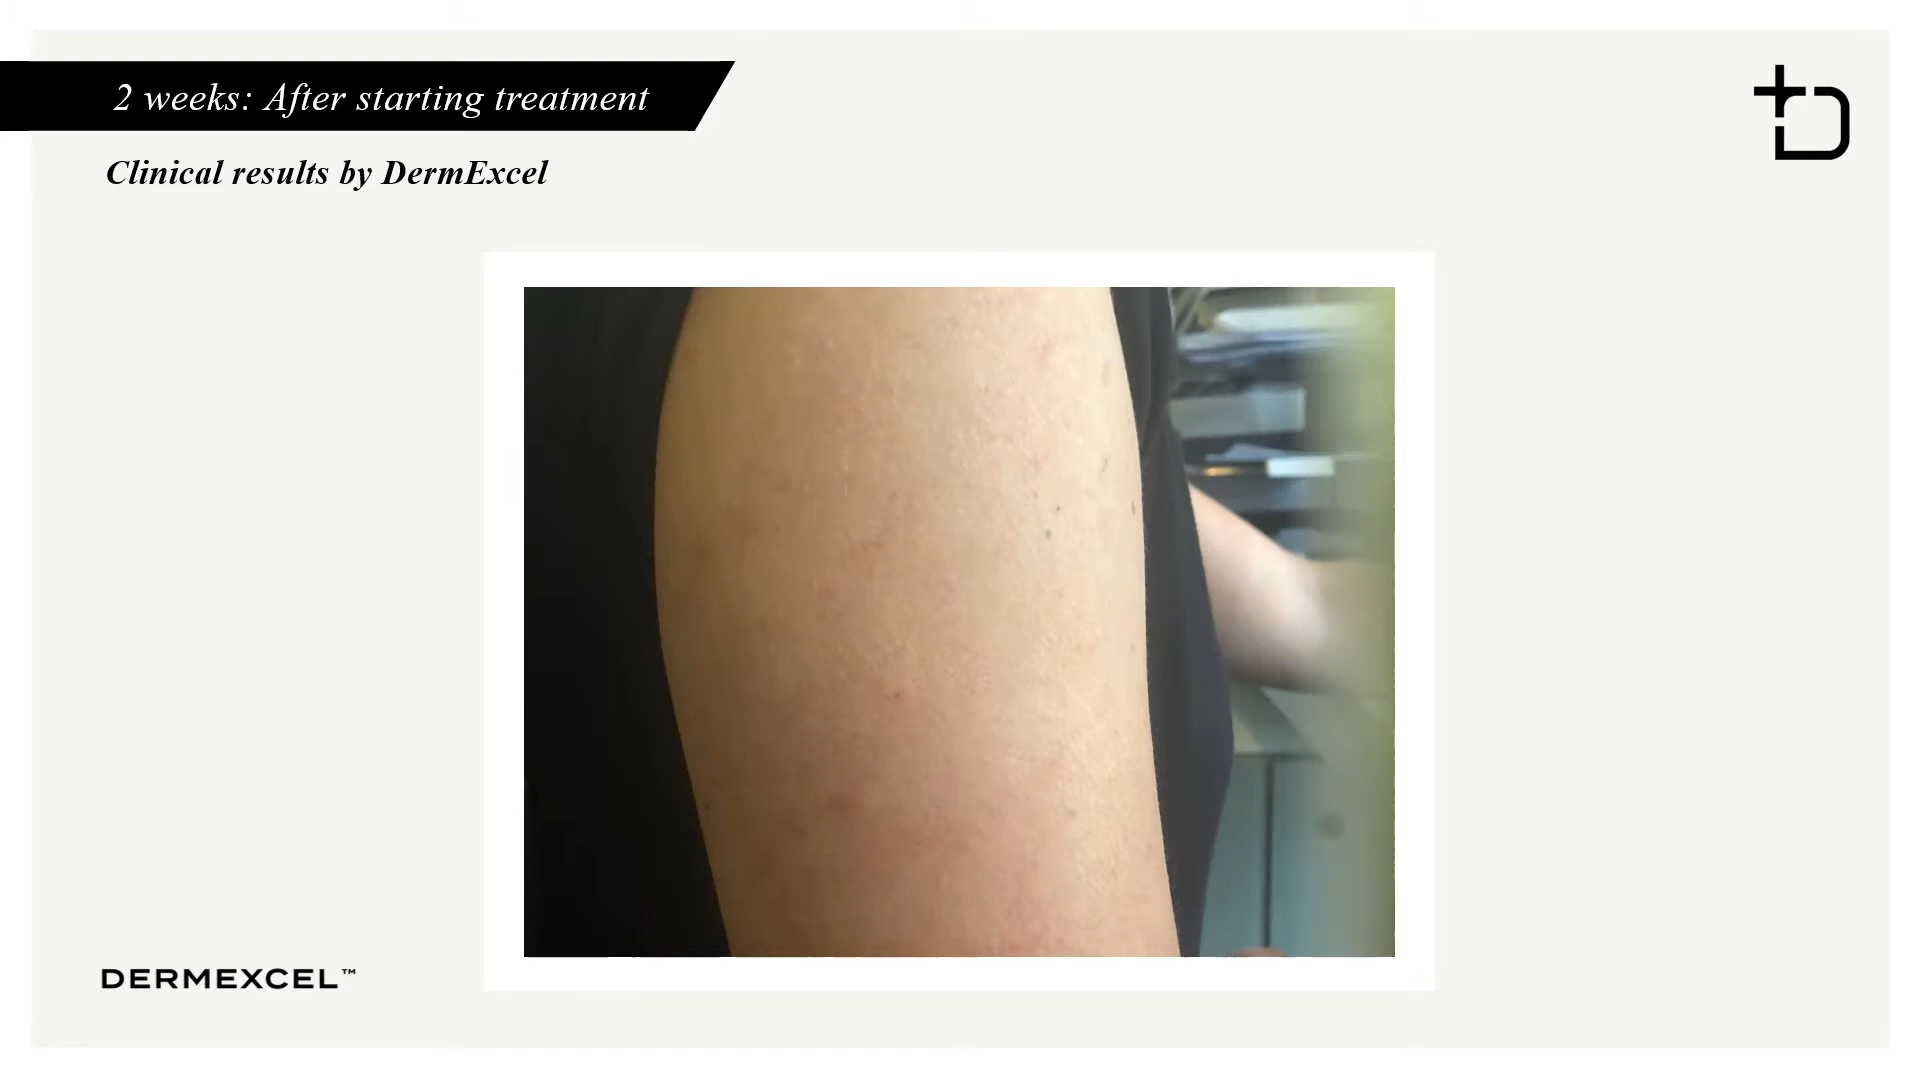 2 weeks: After starting treatment
Clinical results by DermExcel
DERMEXCEL™